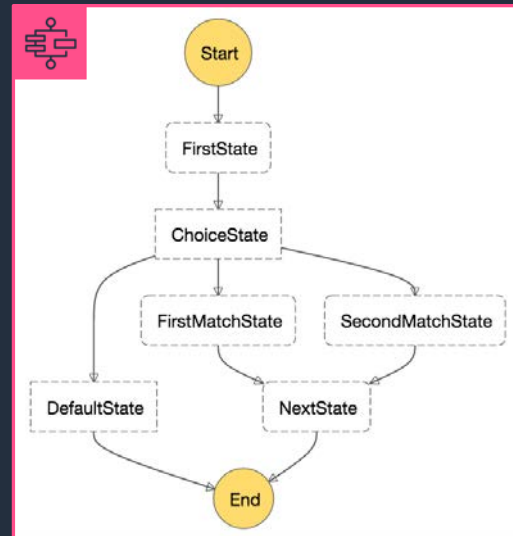 Start
FirstState
ChoiceState
FirstMatchState
SecondMatchState
DefaultState
NextState
End